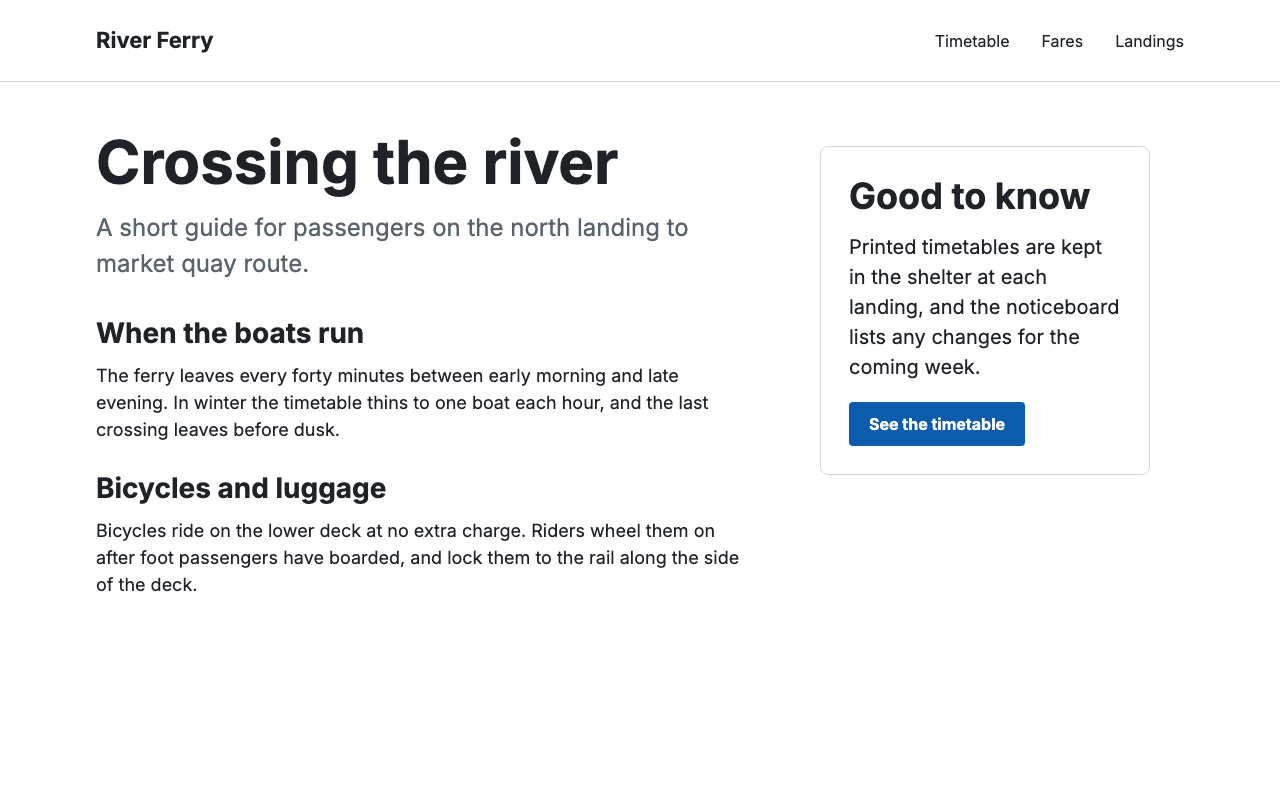 River Ferry
Timetable
Fares
Landings
Crossing the river
A short guide for passengers on the north landing to
market quay route.
When the boats run
The ferry leaves every forty minutes between early morning and late
evening. In winter the timetable thins to one boat each hour, and the last
crossing leaves before dusk.
Bicycles and luggage
Bicycles ride on the lower deck at no extra charge. Riders wheel them on
after foot passengers have boarded, and lock them to the rail along the side
of the deck.
Good to know
Printed timetables are kept
in the shelter at each
landing, and the noticeboard
lists any changes for the
coming week.
See the timetable